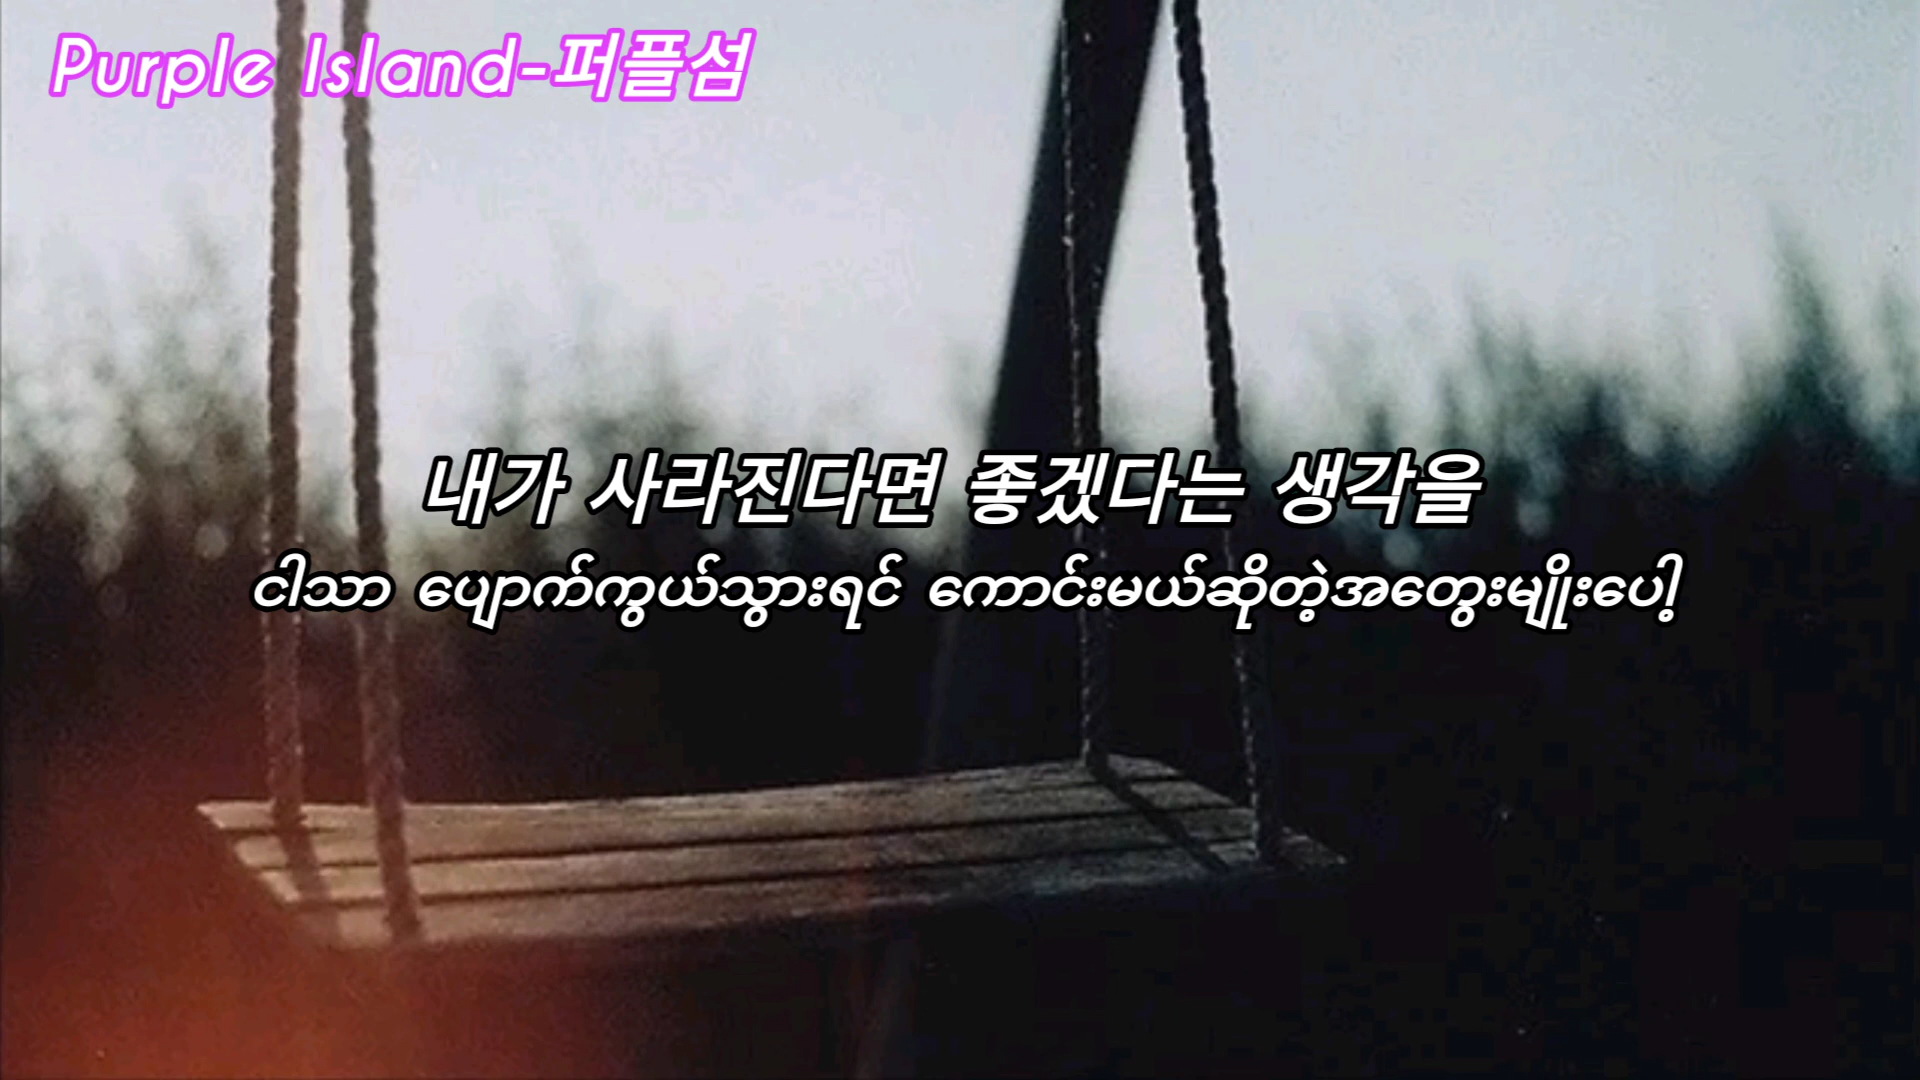 Purple Island-퍼플섬
내가 사라진다면 좋겠다는 생각을
ငါသာ ပျောက်ကွယ်သွားရင် ကောင်းမယ်ဆိုတဲ့အတွေးမျိုးပေါ့